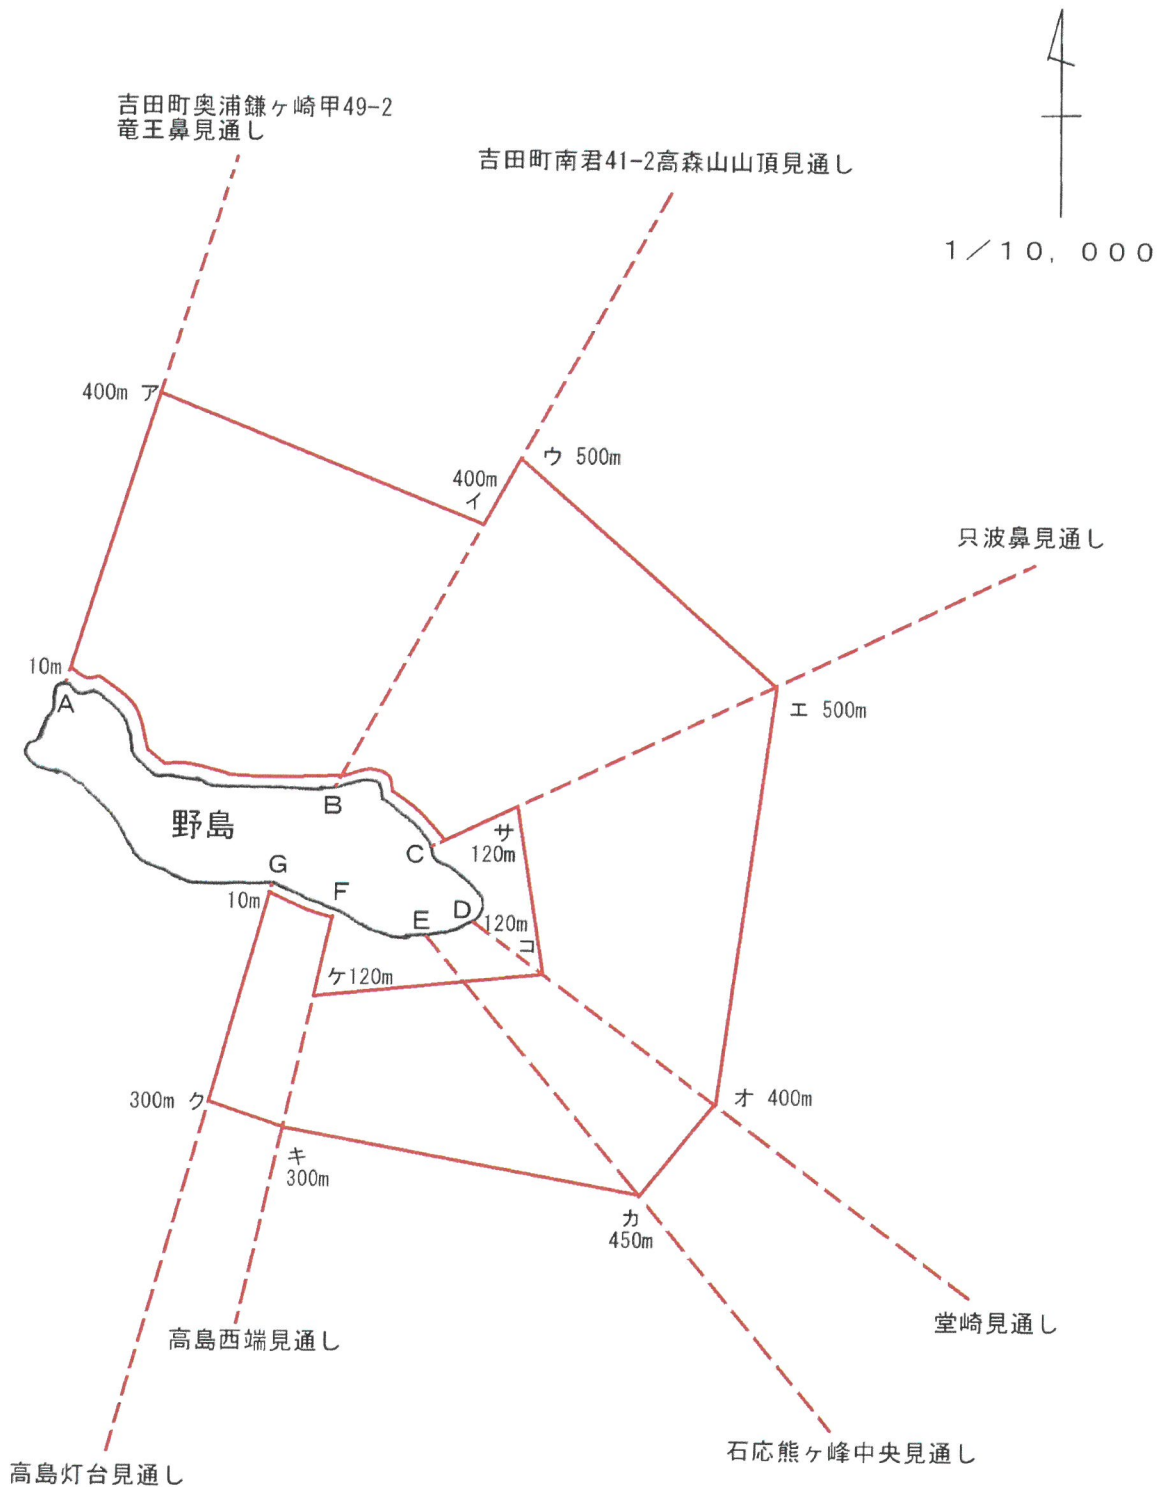 吉田町奥浦鎌ヶ崎甲49-2
竜王鼻見通し
吉田町南君41-2高森山山頂見通し
1／10，000
400m ア
400m
イ
ウ 500m
只波鼻見通し
10m
A
エ 500m
B
野島
サ
120m
C
G
10m
F
E
D
120m
コ
ケ120m
300m ク
オ 400m
キ
300m
カ
450m
高島西端見通し
堂崎見通し
石応熊ヶ峰中央見通し
高島灯台見通し